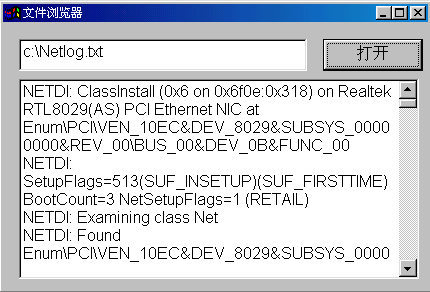 文件浏览器
c:\Netlog.txt
打开
NETDI: ClassInstall (0x6 on 0x6f0e:0x318) on Realtek
RTL8029(AS) PCI Ethernet NIC at
Enum\PCI\VEN_10EC&DEV_8029&SUBSYS_0000
0000&REV_00\BUS_00&DEV_0B&FUNC_00
NETDI:
SetupFlags=513(SUF_INSETUP)(SUF_FIRSTTIME)
BootCount=3 NetSetupFlags=1 (RETAIL)
NETDI: Examining class Net
NETDI: Found
Enum\PCI\VEN_10EC&DEV_8029&SUBSYS_0000